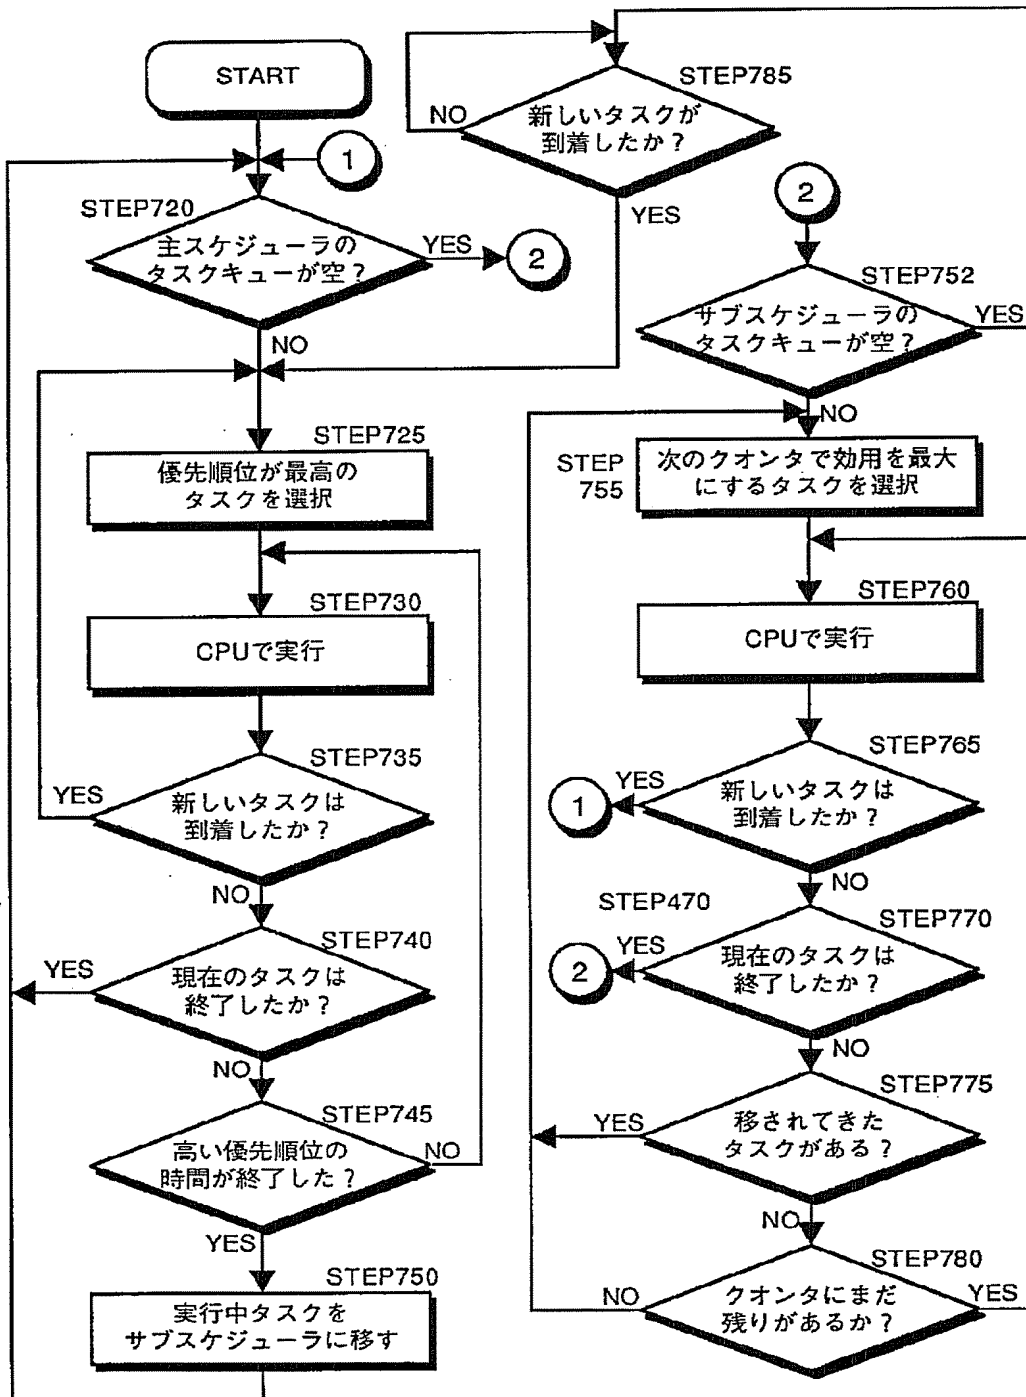 START
1
STEP720
主スケジューラの
タスクキューが空？
YES
2
NO
STEP725
優先順位が最高の
タスクを選択
STEP730
CPUで実行
STEP735
YES
新しいタスクは
到着したか？
NO
STEP740
YES
現在のタスクは
終了したか？
NO
STEP745
高い優先順位の
時間が終了した？
NO
YES
STEP750
実行中タスクを
サブスケジューラに移す
STEP785
NO
新しいタスクが
到着したか？
YES
2
STEP752
サブスケジューラの
タスクキューが空？
YES
NO
STEP
755
次のクオンタで効用を最大
にするタスクを選択
STEP760
CPUで実行
STEP765
YES
1
新しいタスクは
到着したか？
NO
STEP470
STEP770
YES
2
現在のタスクは
終了したか？
NO
STEP775
YES
移されてきた
タスクがある？
NO
STEP780
NO
クオンタにまだ
残りがあるか？
YES